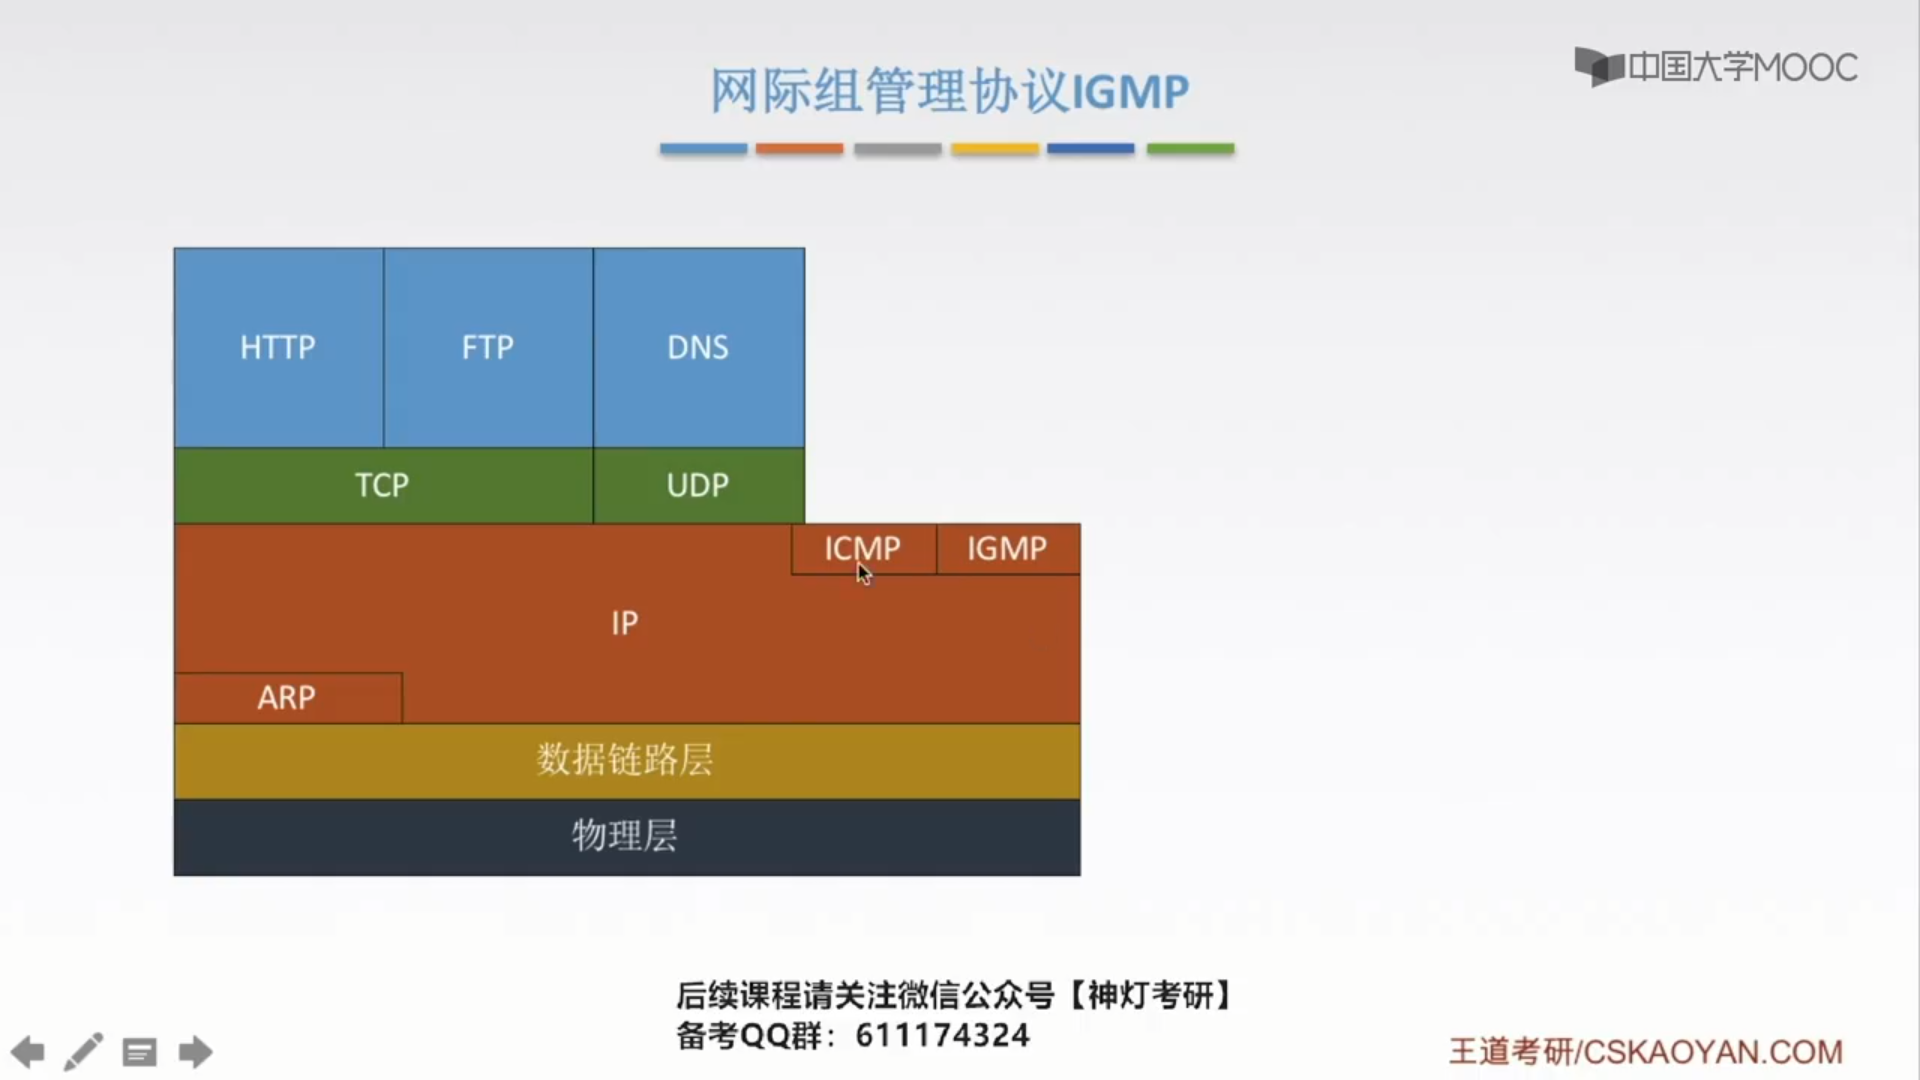 中国大学MOOC
网际组管理协议IGMP
HTTP
FTP
DNS
TCP
UDP
ICMP
IGMP
IP
ARP
数据链路层
物理层
后续课程请关注微信公众号【神灯考研】
备考QQ群：611174324
王道考研/CSKAOYAN.COM